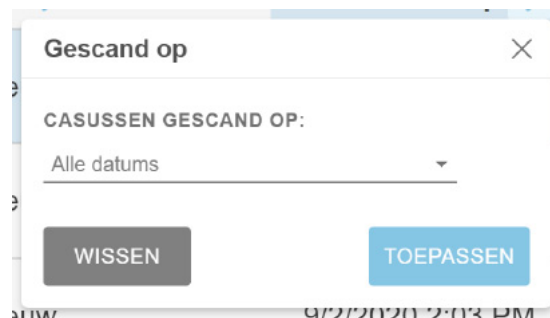 Gescand op
CASUSSEN GESCAND OP:
Alle datums
WISSEN
TOEPASSEN
9/2/2020 2:03 PM